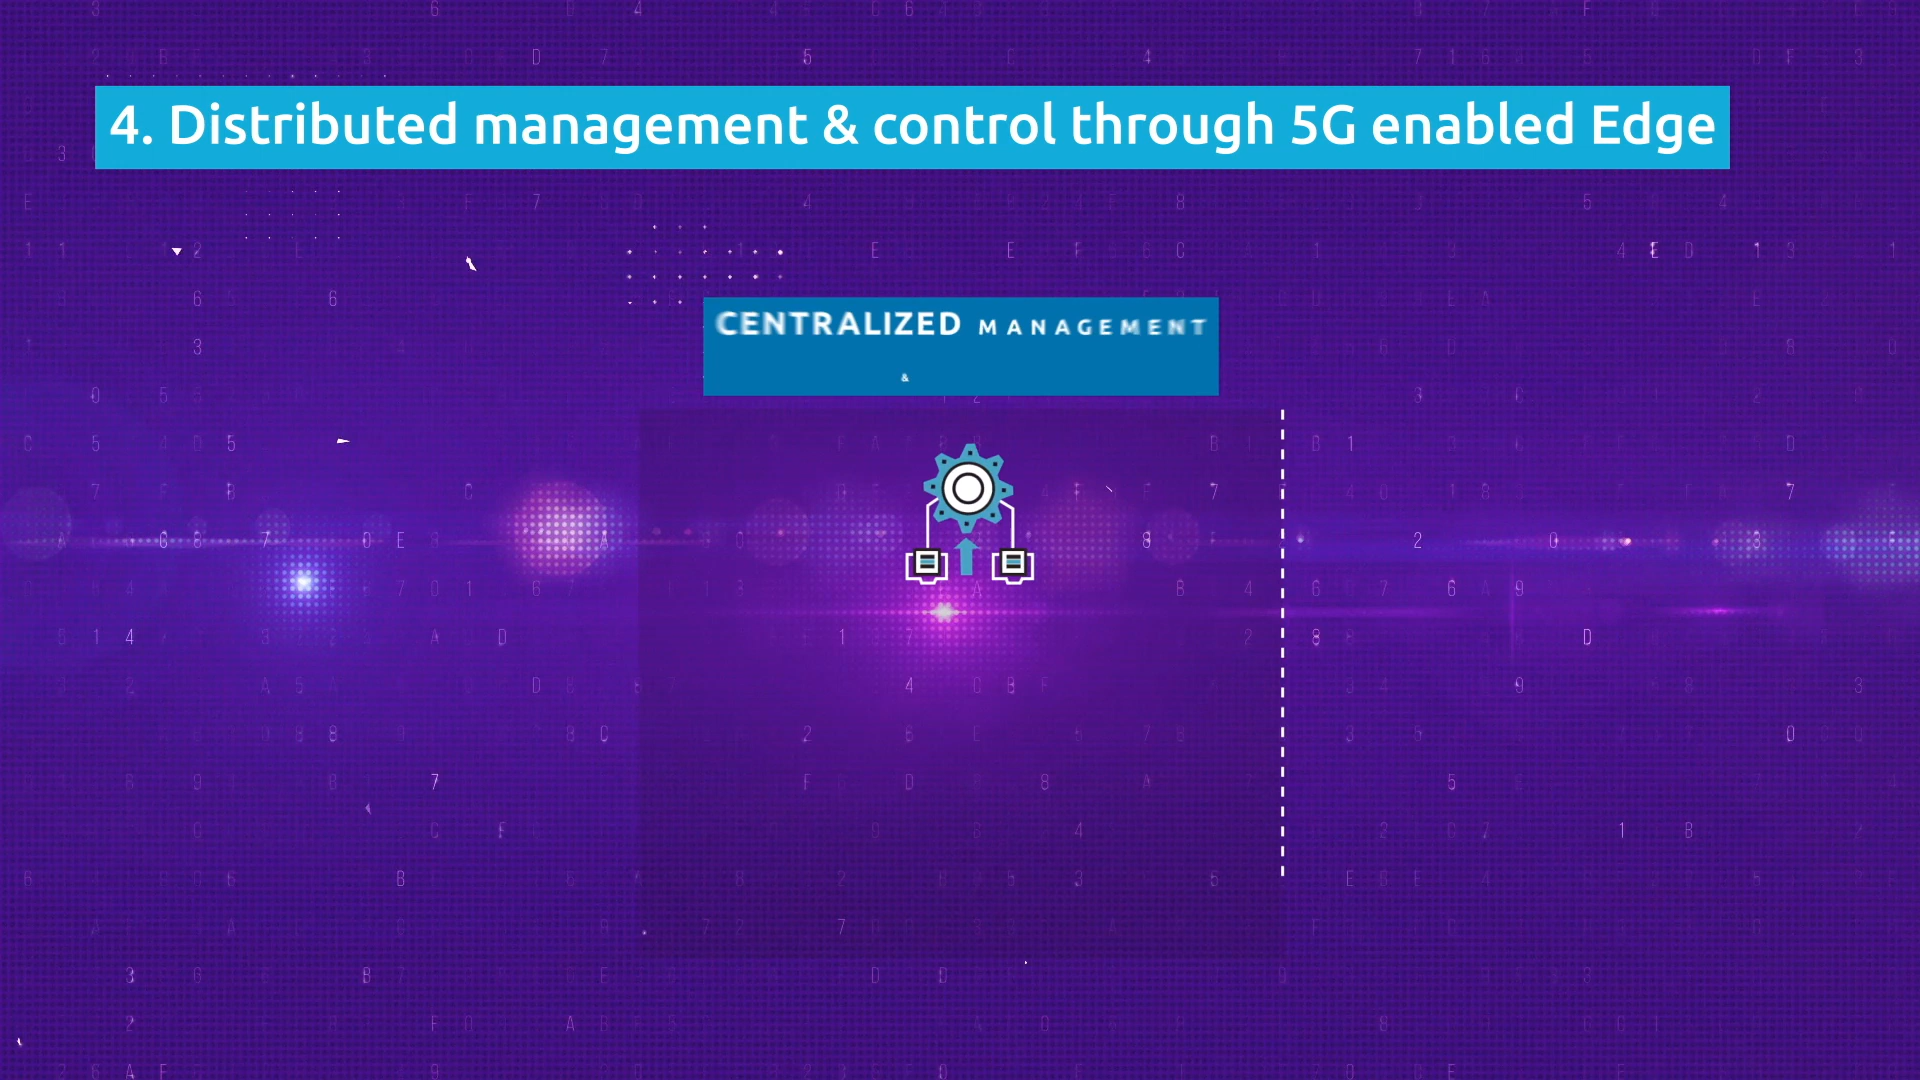 4. Distributed management & control through 5G enabled Edge
CENTRALIZED MANAGEMENT
&